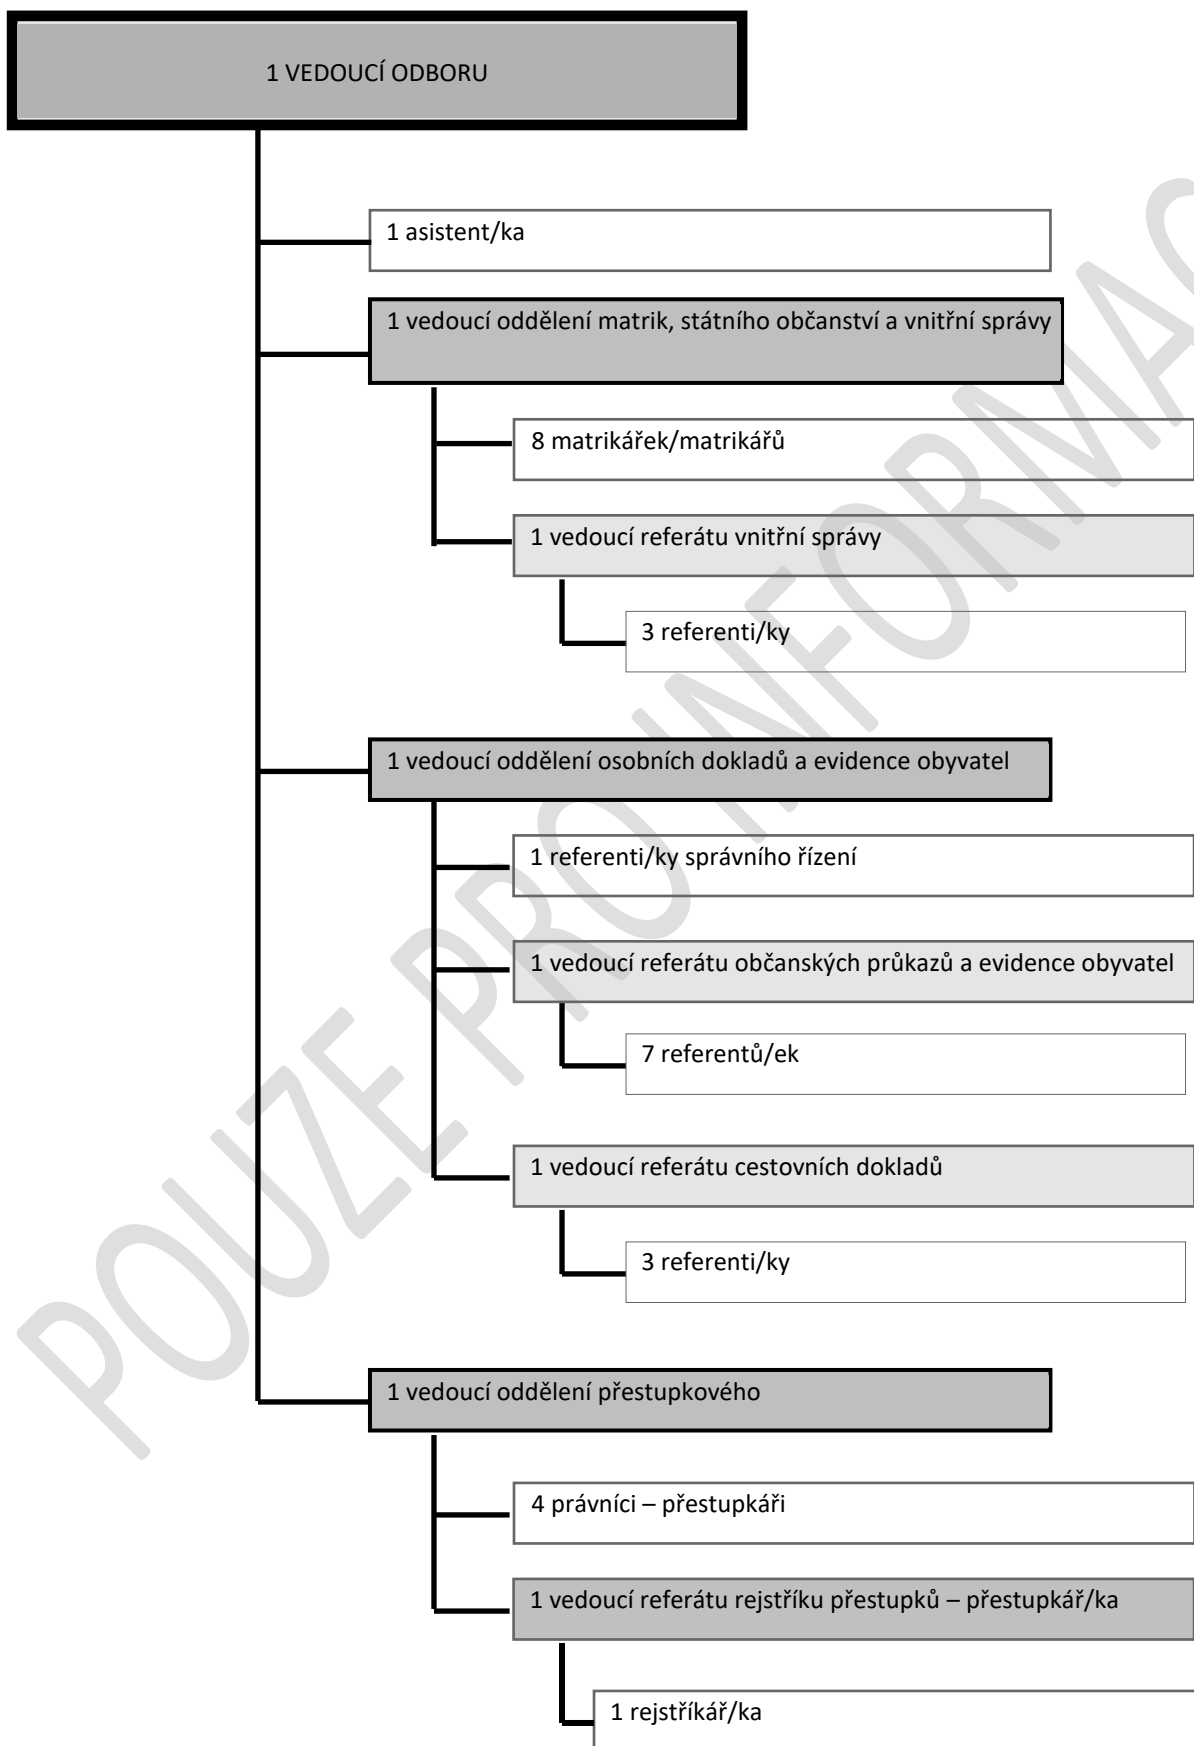 1 VEDOUCÍ ODBORU
1 asistent/ka
1 vedoucí oddělení matrik, státního občanství a vnitřní správy
8 matrikářek/matrikářů
1 vedoucí referátu vnitřní správy
3 referenti/ky
1 vedoucí oddělení osobních dokladů a evidence obyvatel
1 referenti/ky správního řízení
1 vedoucí referátu občanských průkazů a evidence obyvatel
7 referentů/ek
1 vedoucí referátu cestovních dokladů
3 referenti/ky
1 vedoucí oddělení přestupkového
4 právníci – přestupkáři
1 vedoucí referátu rejstříku přestupků – přestupkář/ka
1 rejstříkář/ka
POUZE PRO INFORMAC